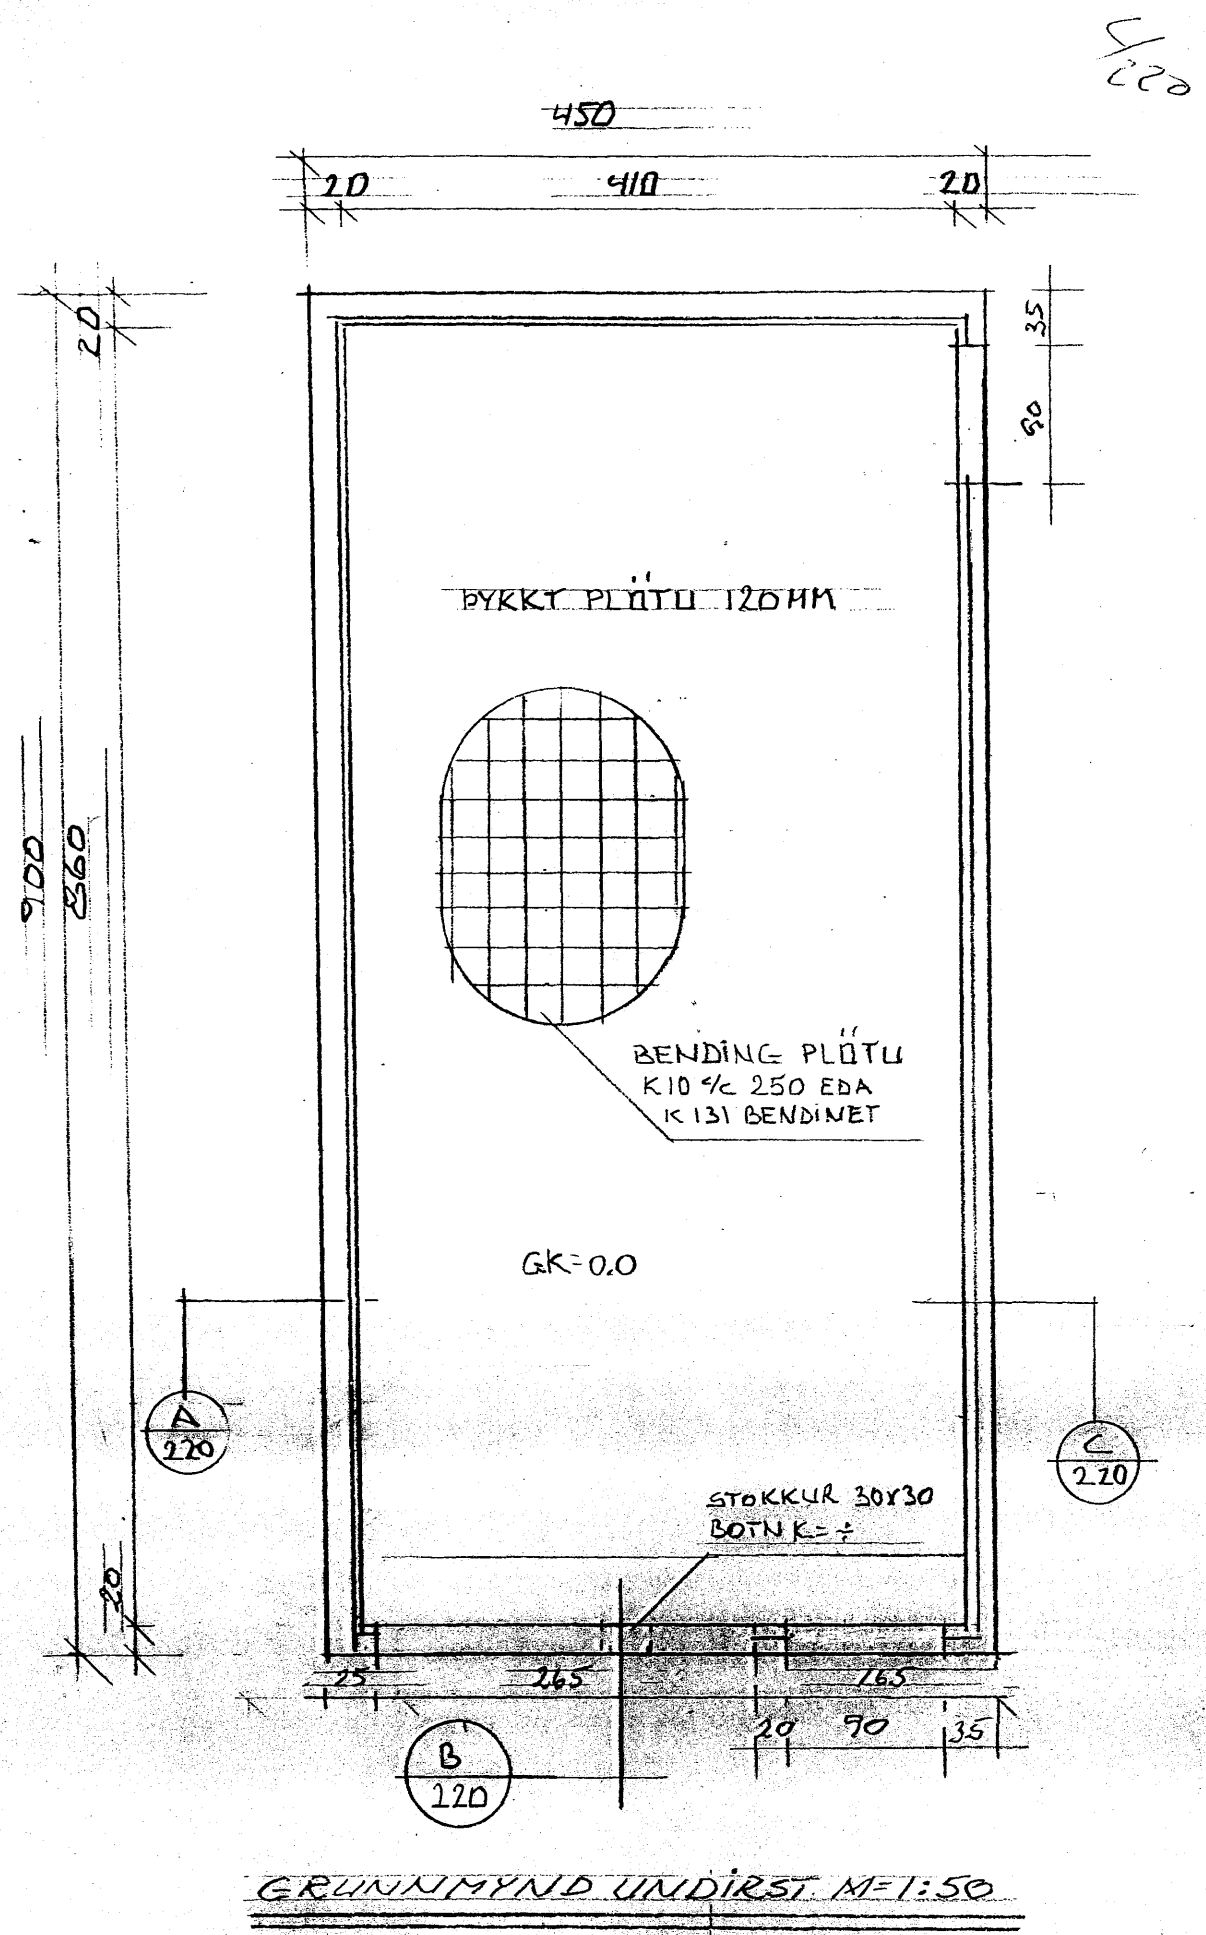 C/220
450
20 410 20
20
35
90
900
860
ÞYKKT PLÖTU 120MM
BENDiNG PLÖTU
K10 c/c 250 EDA
K131 BENDiNET
GK=0.0
A
220
C
220
STOKKUR 30x30
BOTN K= ÷
20
25 265 165
20 90 35
B
220
GRUNNMYND UNDiRST. M=1:50